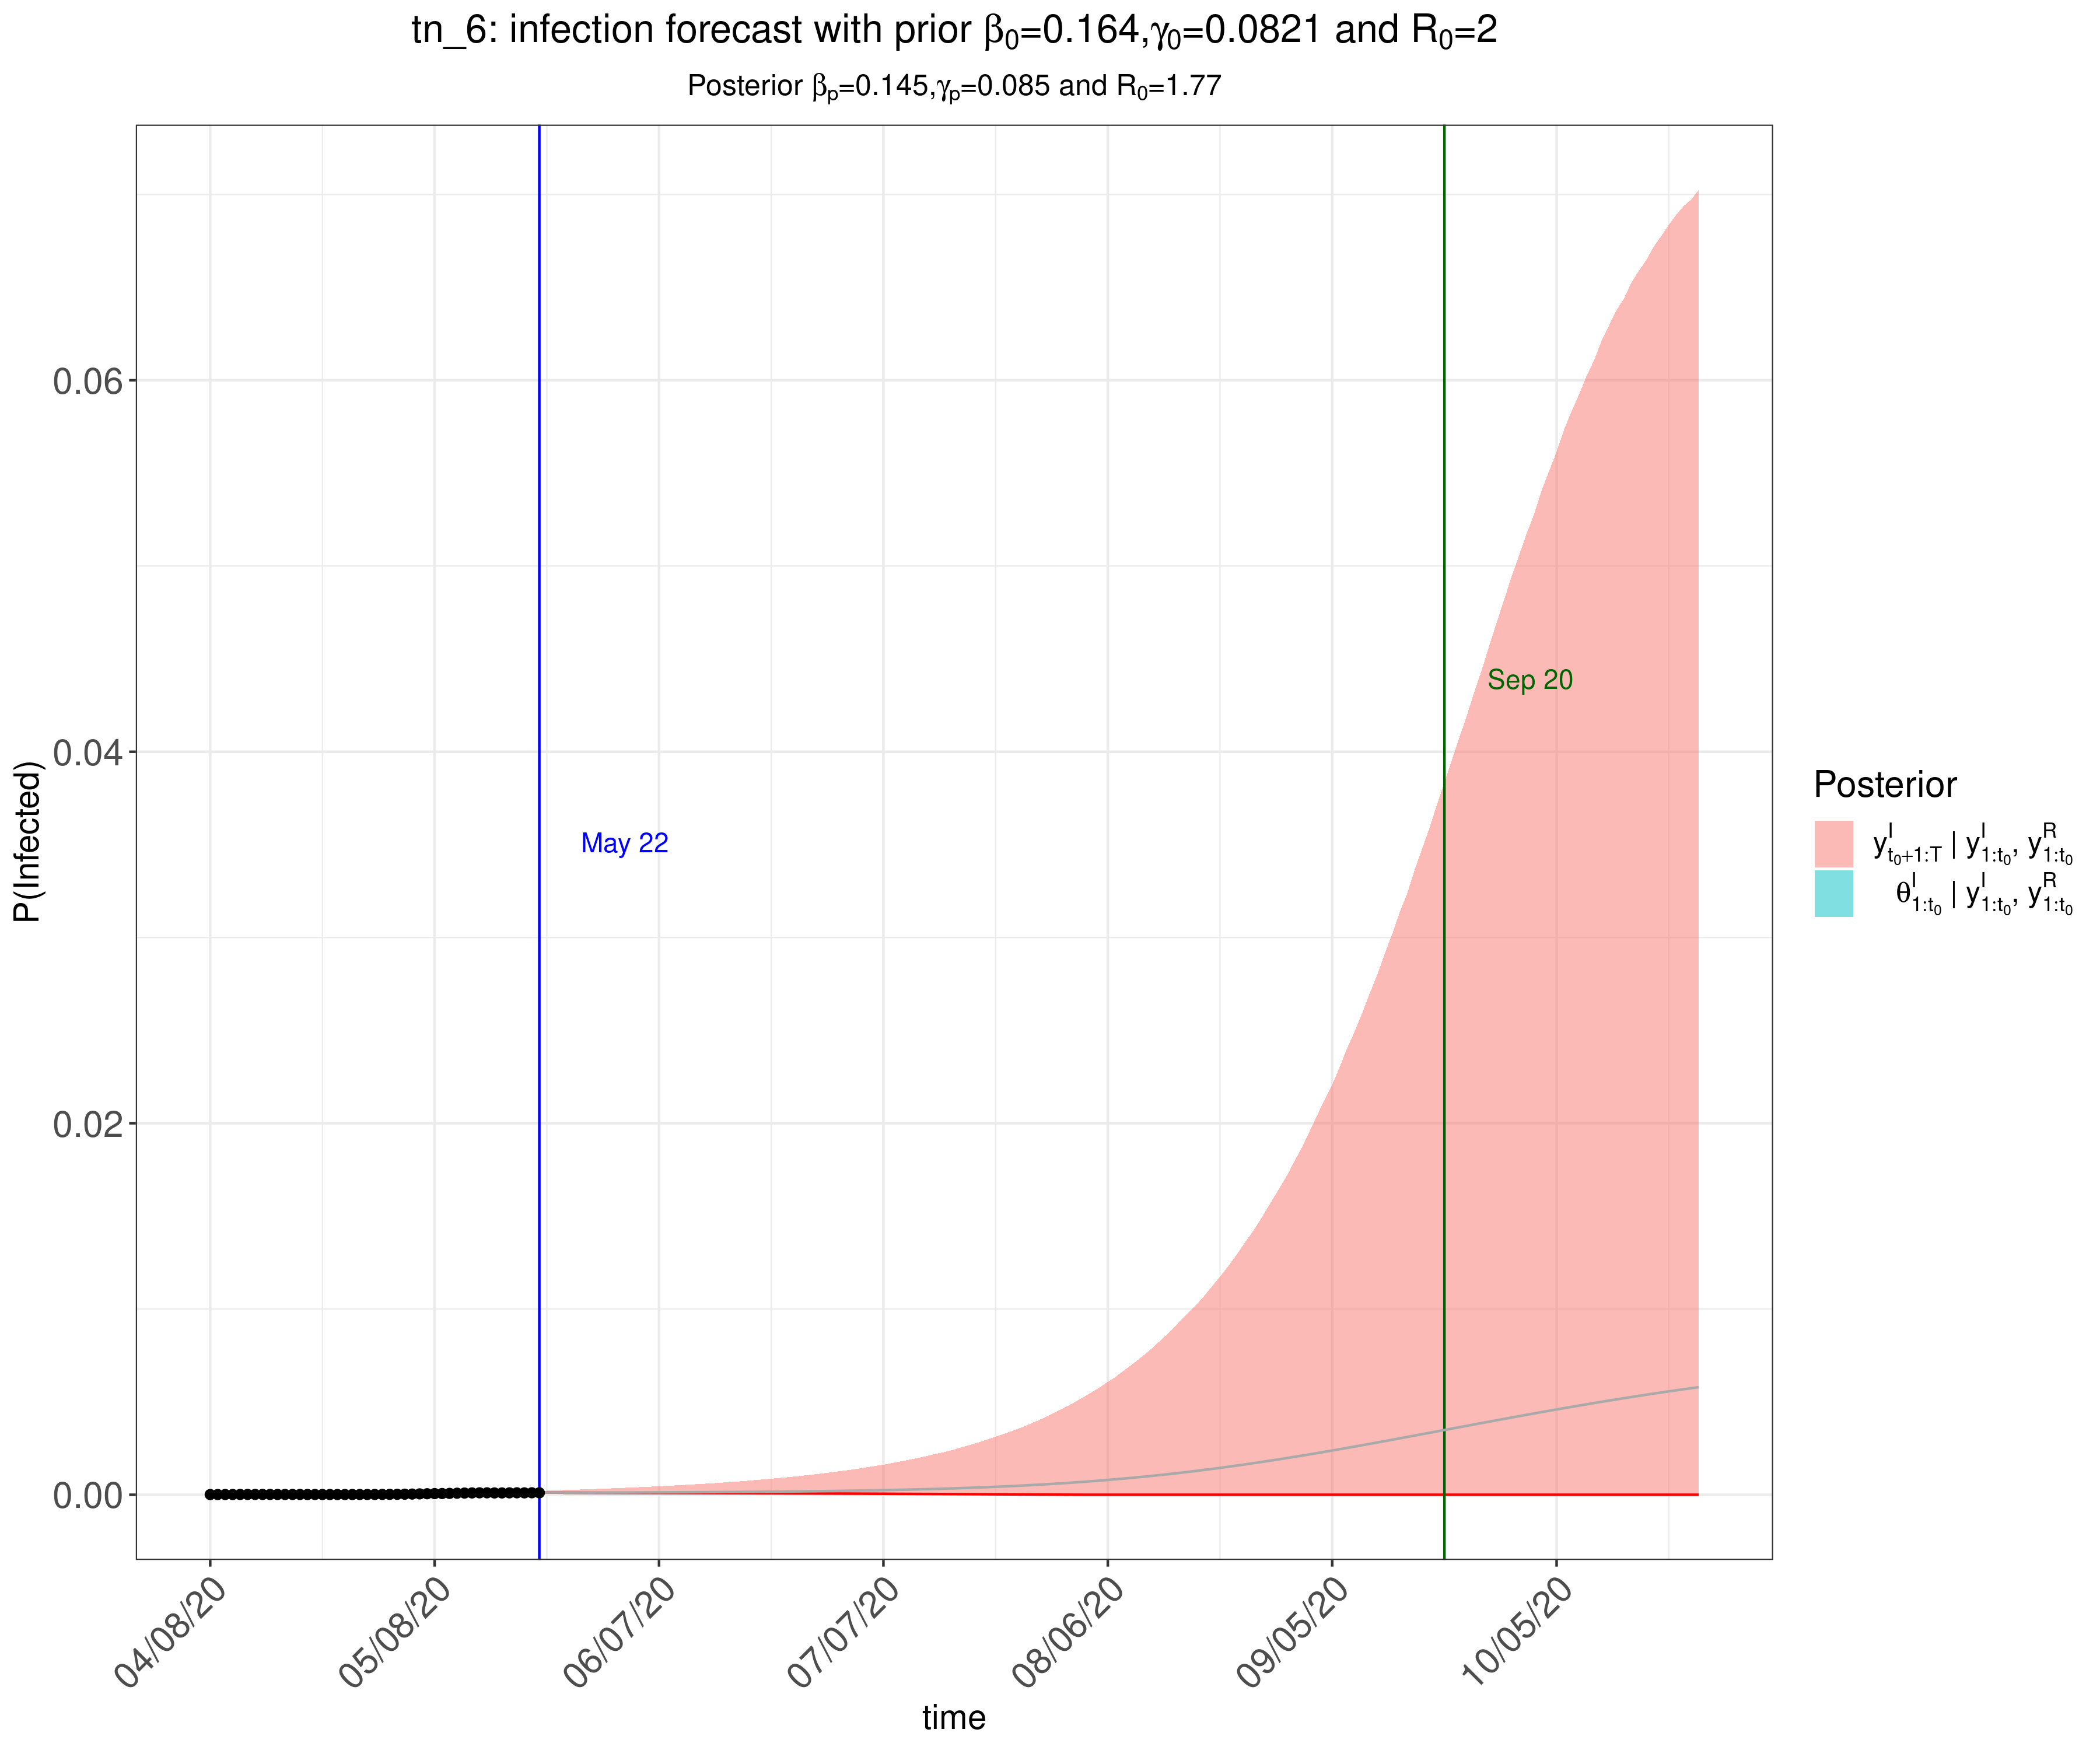 tn_6: infection forecast with prior β₀=0.164,γ₀=0.0821 and R₀=2
Posterior βₚ=0.145,γₚ=0.085 and R₀=1.77
P(Infected)
0.06
0.04
0.02
0.00
May 22
Sep 20
04/08/20
05/08/20
06/07/20
07/07/20
08/06/20
09/05/20
10/05/20
time
Posterior
y^I_{t₀+1:T} | y^I_{1:t₀}, y^R_{1:t₀}
θ^I_{1:t₀} | y^I_{1:t₀}, y^R_{1:t₀}